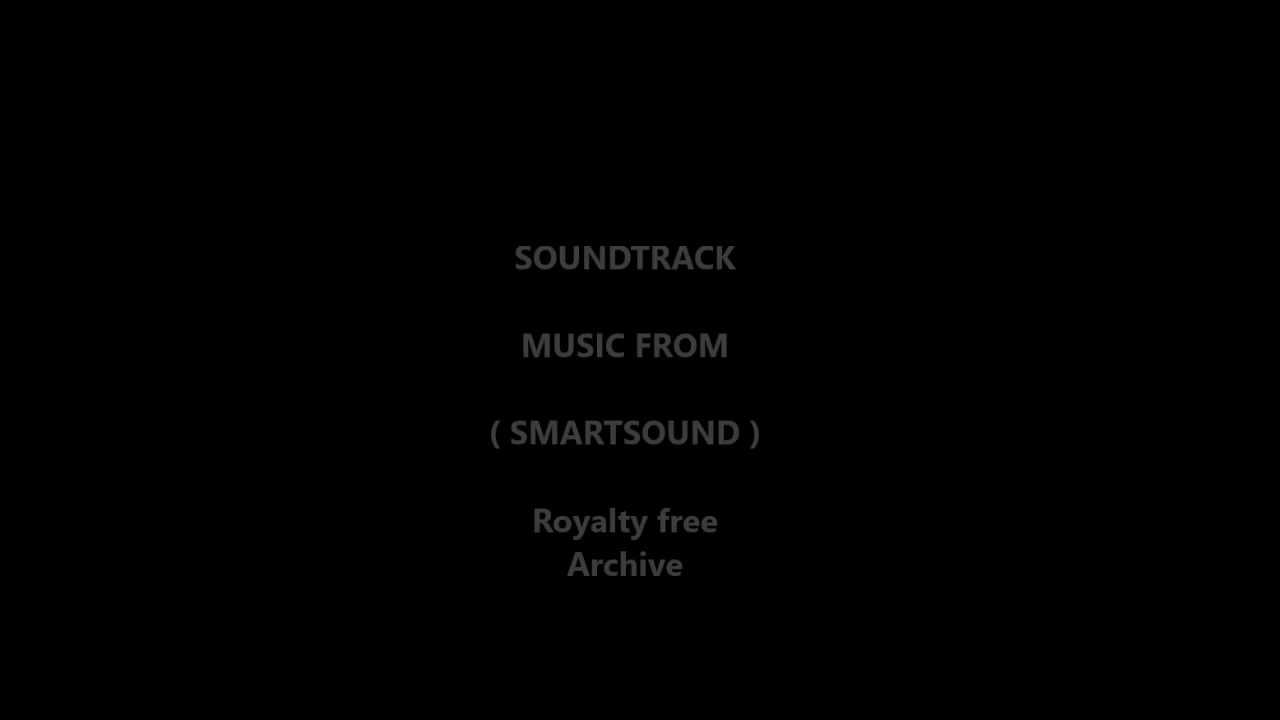 SOUNDTRACK
MUSIC FROM
( SMARTSOUND )
Royalty free
Archive